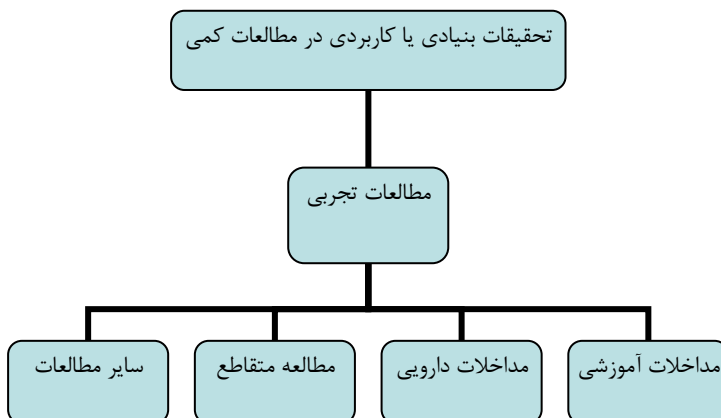 تحقیقات بنیادی یا کاربردی در مطالعات کمی
مطالعات تجربی
مداخلات آموزشی
مداخلات دارویی
مطالعه متقاطع
سایر مطالعات